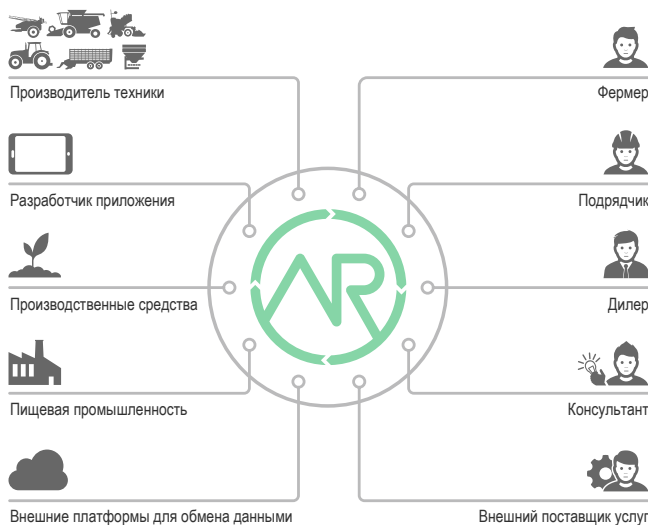 Производитель техники
Фермер
Разработчик приложения
Подрядчик
Производственные средства
Дилер
AR
Пищевая промышленность
Консультант
Внешние платформы для обмена данными
Внешний поставщик услуг